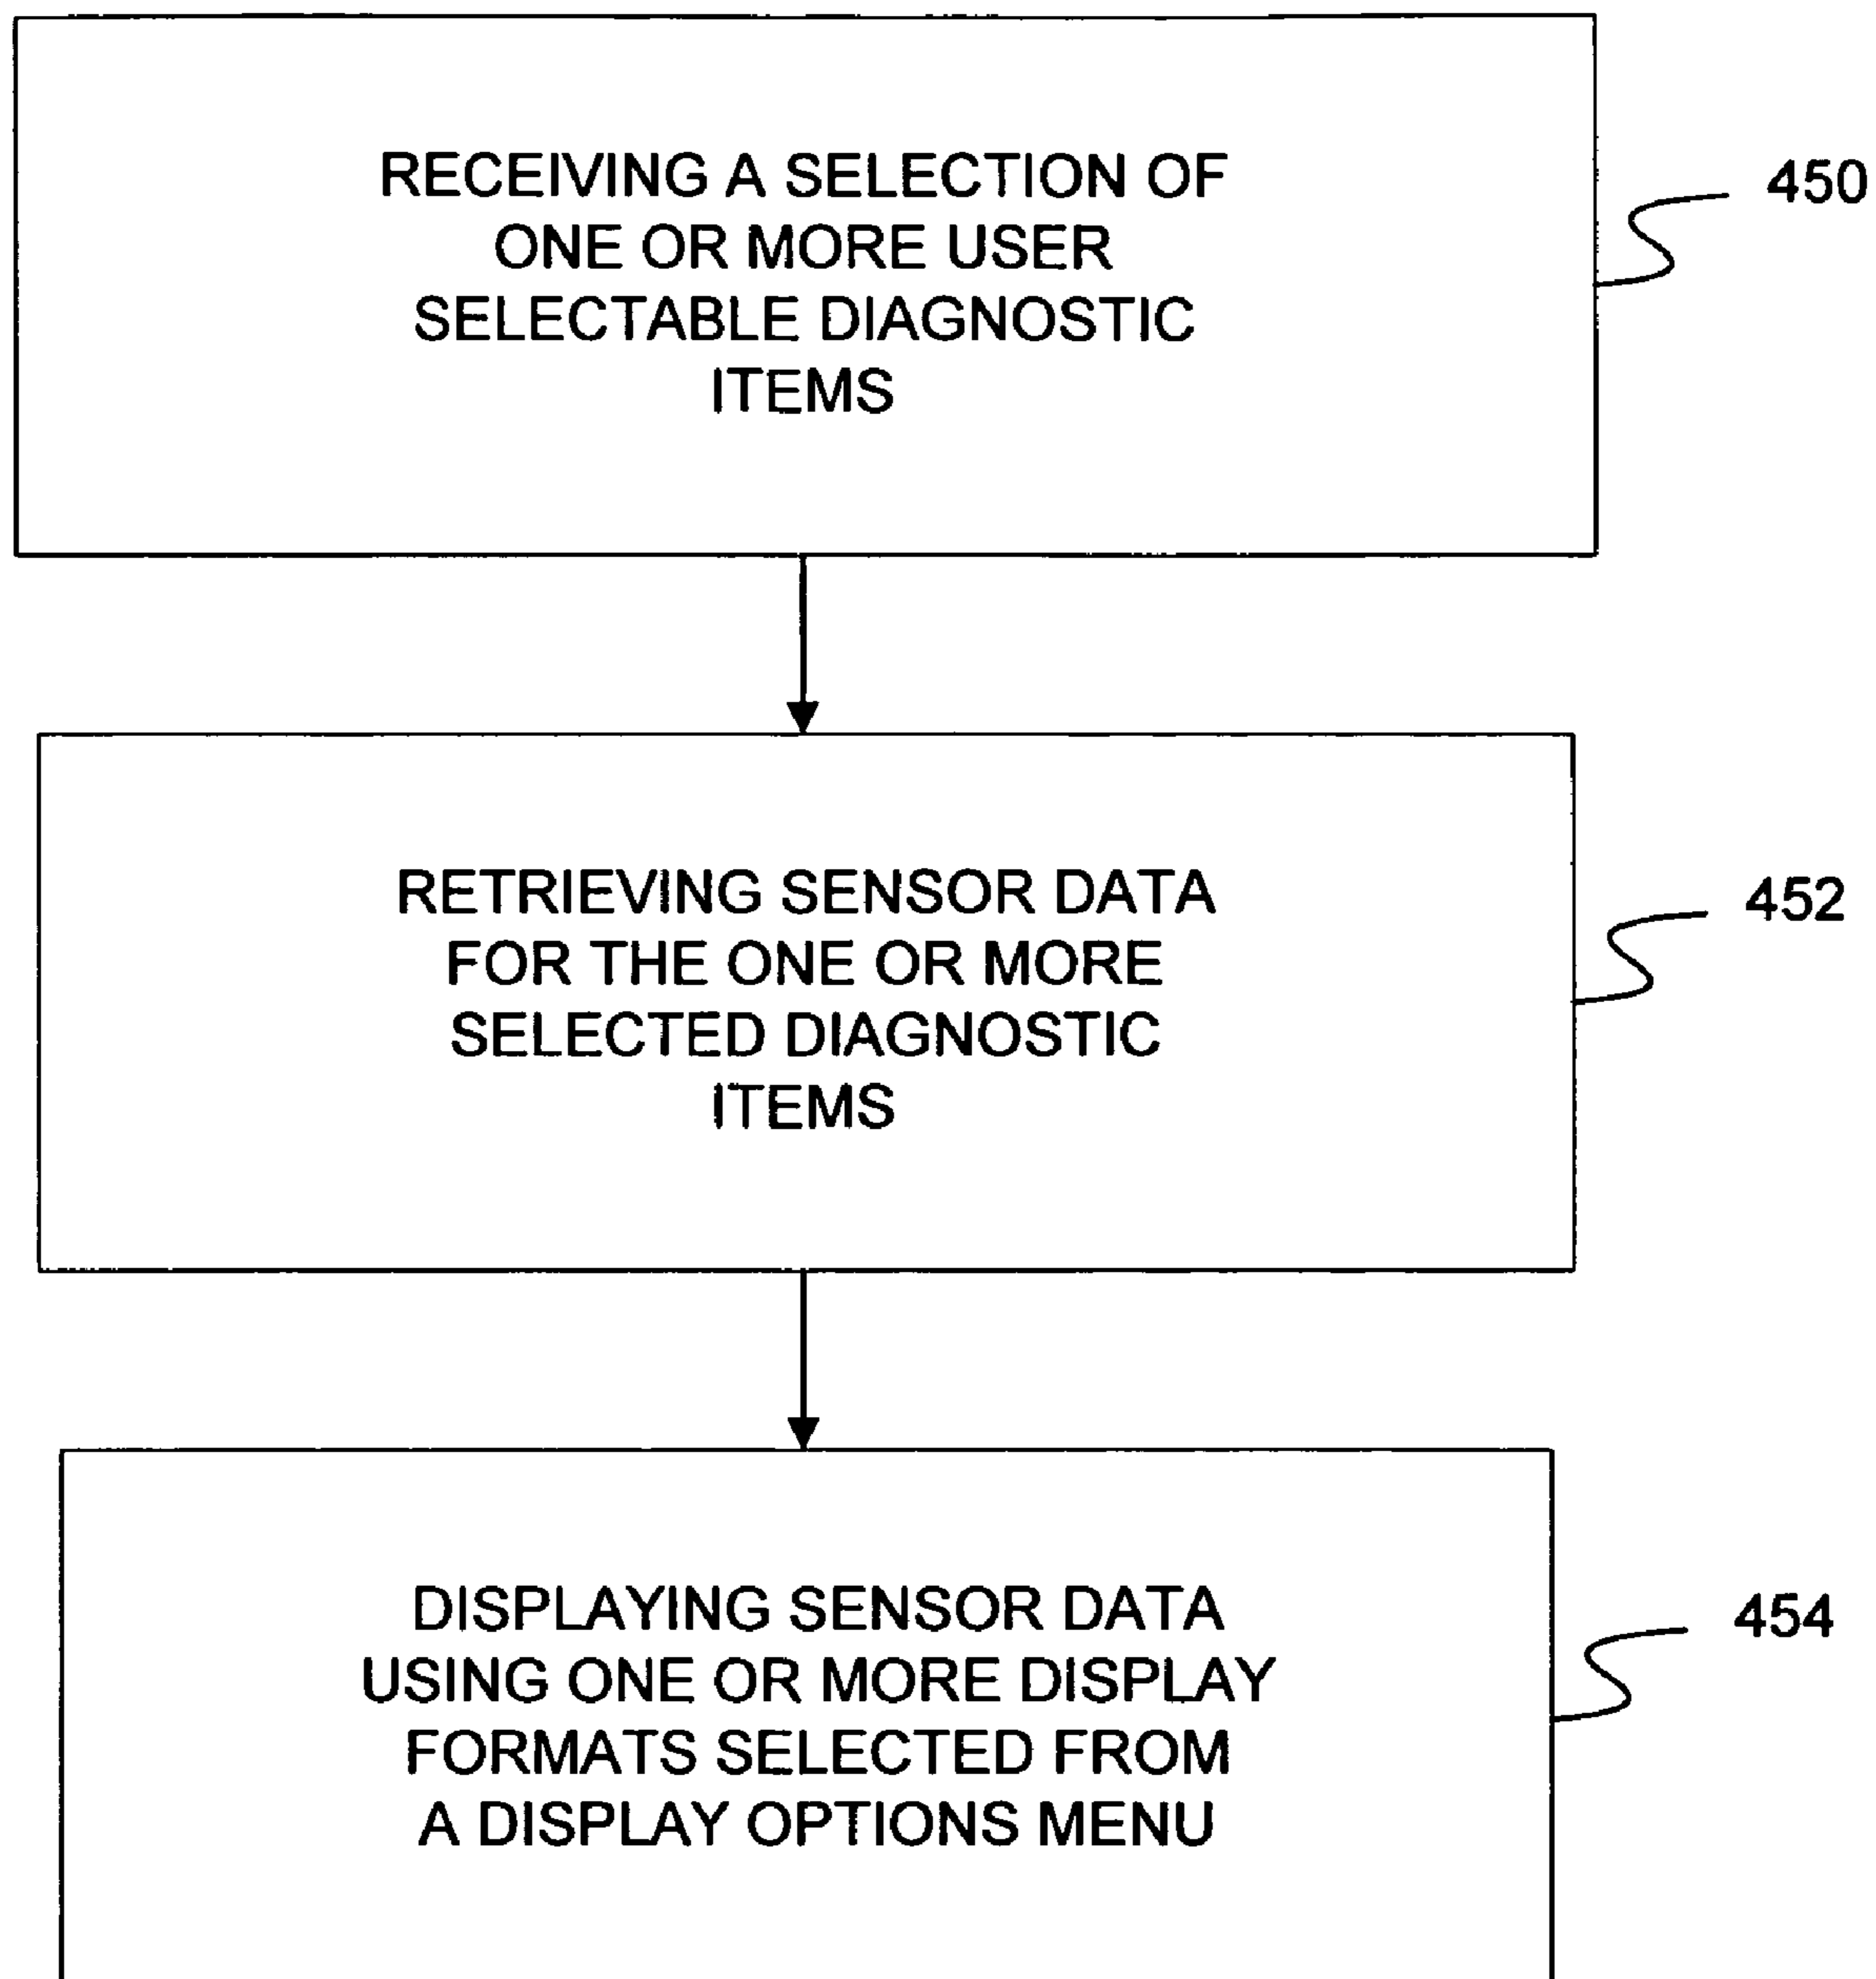 RECEIVING A SELECTION OF
ONE OR MORE USER
SELECTABLE DIAGNOSTIC
ITEMS
450
RETRIEVING SENSOR DATA
FOR THE ONE OR MORE
SELECTED DIAGNOSTIC
ITEMS
452
DISPLAYING SENSOR DATA
USING ONE OR MORE DISPLAY
FORMATS SELECTED FROM
A DISPLAY OPTIONS MENU
454